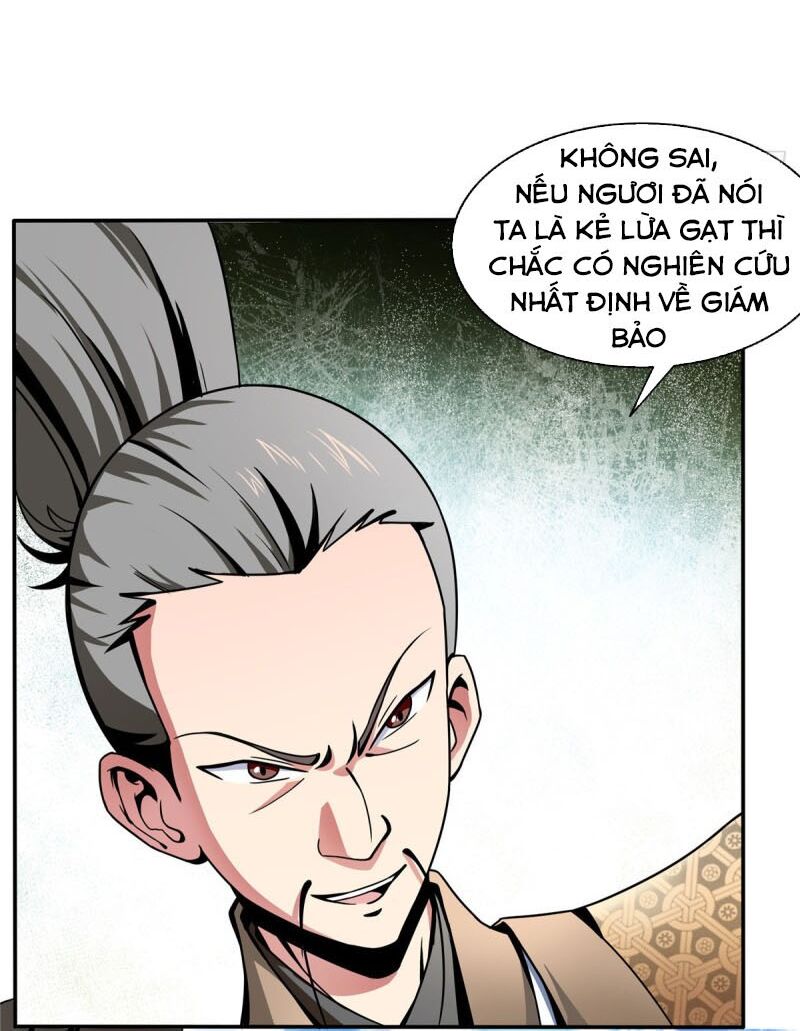 KHÔNG SAI,
NẾU NGƯƠI ĐÃ NÓI
TA LÀ KẺ LỪA GẠT THÌ
CHẮC CÓ NGHIÊN CỨU
NHẤT ĐỊNH VỀ GIÁM
BẢO